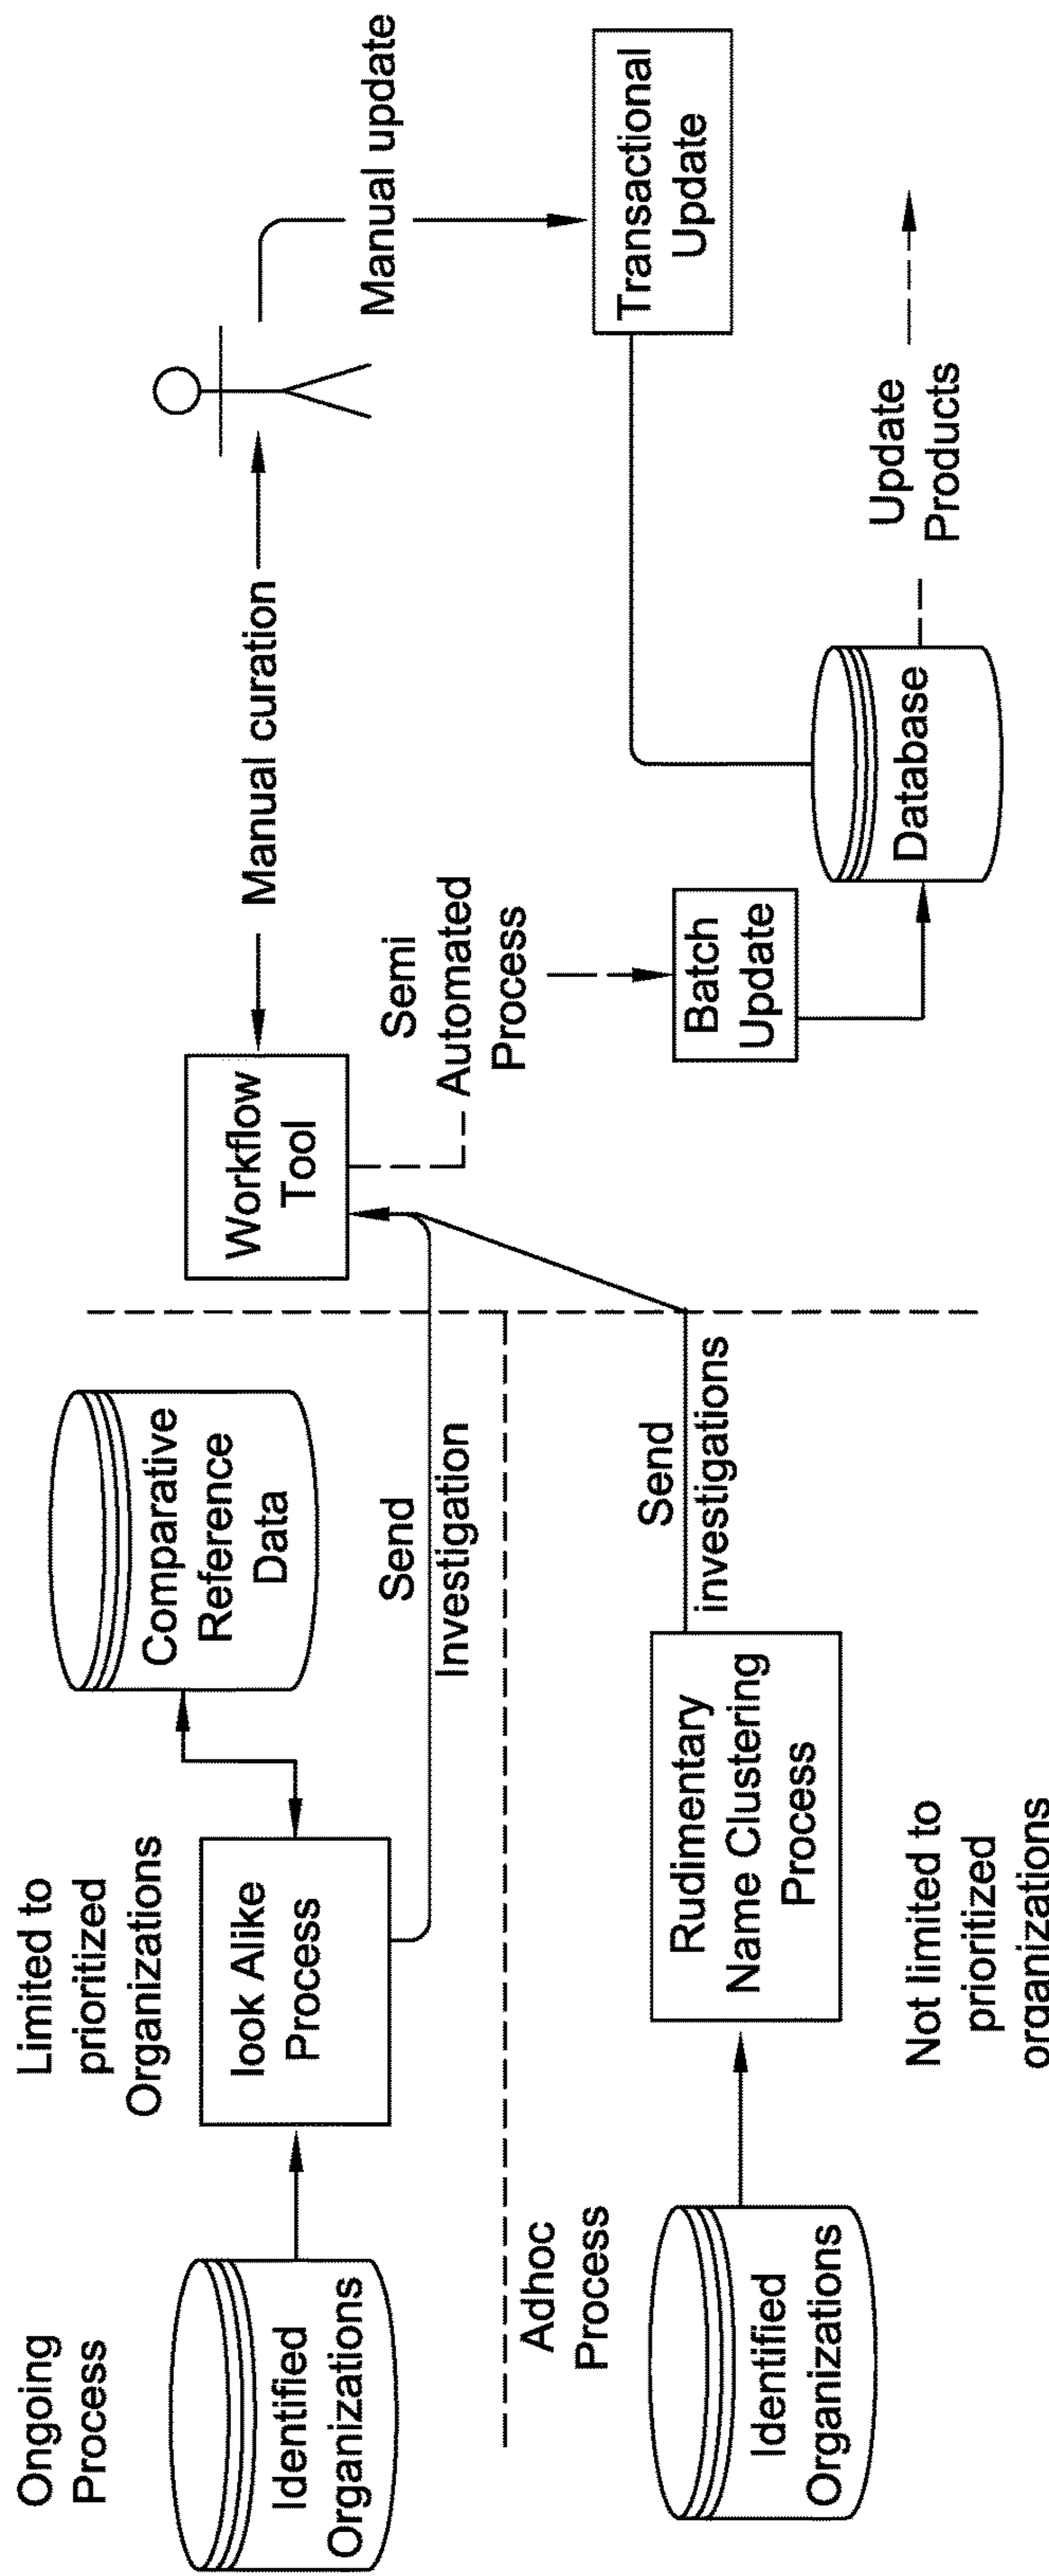 Ongoing
Process
Limited to
prioritized
Organizations
Identified
Organizations
look Alike
Process
Comparative
Reference
Data
Send
Investigation
Workflow
Tool
Manual curation
Manual update
Semi
Automated
Process
Transactional
Update
Batch
Update
Database
Update
Products
Adhoc
Process
Identified
Organizations
Rudimentary
Name Clustering
Process
Send
investigations
Not limited to
prioritized
organizations